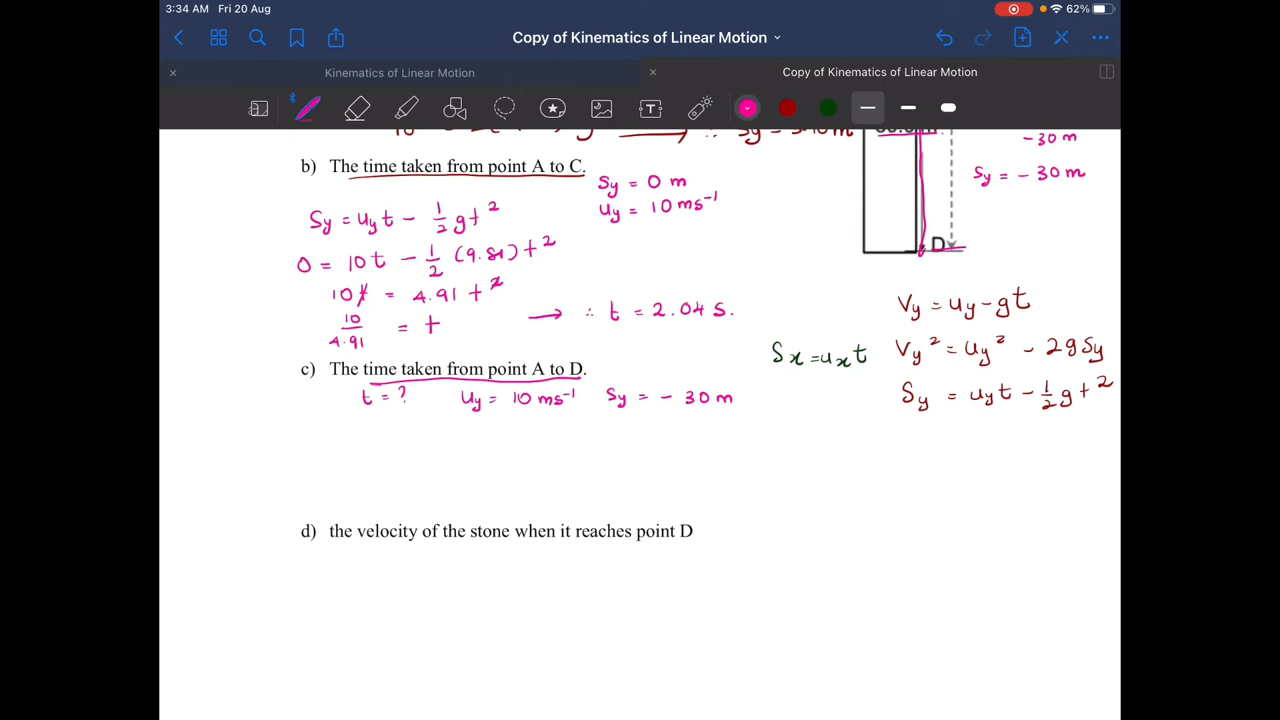 3:34 AM Fri 20 Aug
62%
Copy of Kinematics of Linear Motion
Kinematics of Linear Motion
Copy of Kinematics of Linear Motion
- 30 m
Sy = - 30 m
D
b) The time taken from point A to C.
Sy = 0 m
uy = 10 ms⁻¹
Sy = uyt - 1/2 gt²
0 = 10t - 1/2 (9.81) t²
10t = 4.91 t²
10/4.91 = t → ∴ t = 2.04 s.
c) The time taken from point A to D.
t = ? uy = 10 ms⁻¹ Sy = - 30 m
Vy = uy - gt
Sx = uxt
Vy² = uy² - 2gSy
Sy = uyt - 1/2 gt²
d) the velocity of the stone when it reaches point D